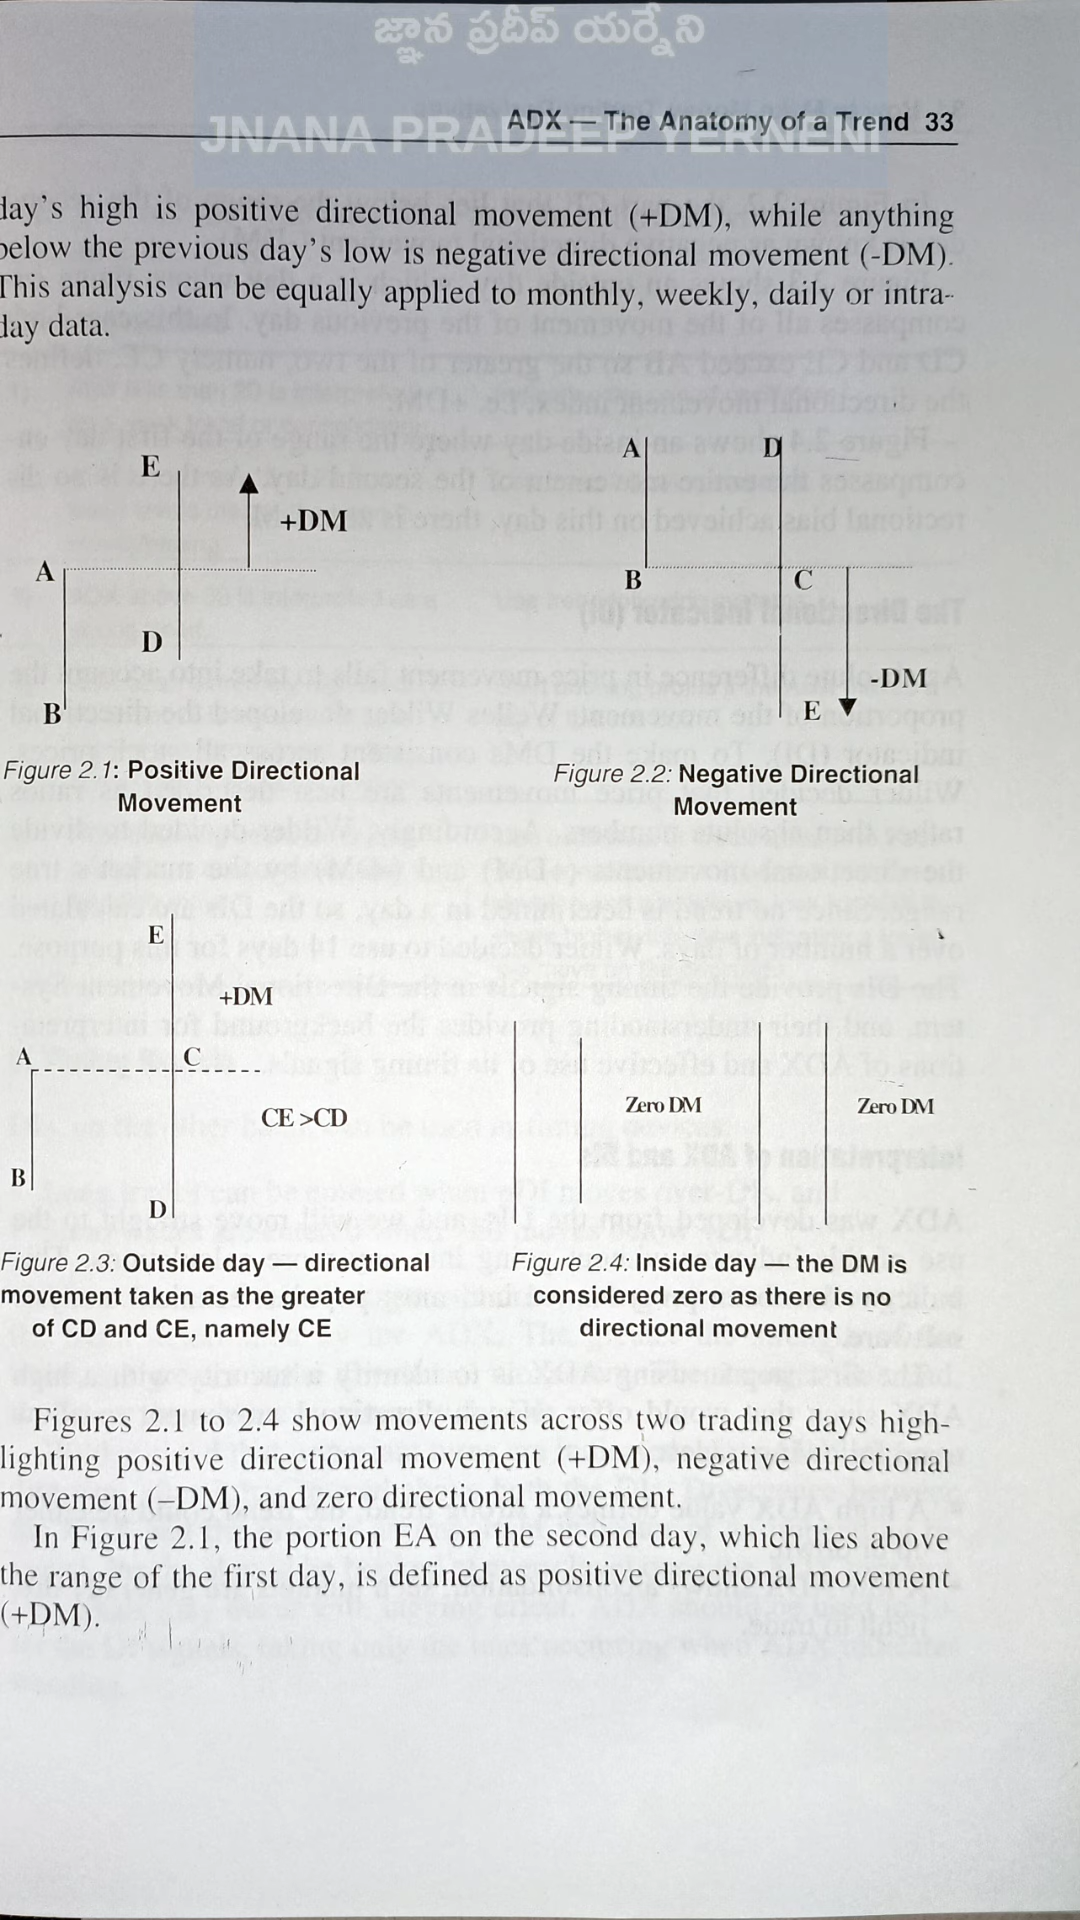 జ్ఞాన ప్రదీప్ యర్నేని
JNANA PRADEEP YERNENI
ADX — The Anatomy of a Trend 33
day's high is positive directional movement (+DM), while anything
below the previous day's low is negative directional movement (-DM).
This analysis can be equally applied to monthly, weekly, daily or intra-
day data.
E
+DM
A
D
B
A
D
B
C
-DM
E
Figure 2.1: Positive Directional
Movement
Figure 2.2: Negative Directional
Movement
E
+DM
A
C
CE >CD
B
D
Zero DM
Zero DM
Figure 2.3: Outside day — directional
movement taken as the greater
of CD and CE, namely CE
Figure 2.4: Inside day — the DM is
considered zero as there is no
directional movement
Figures 2.1 to 2.4 show movements across two trading days high-
lighting positive directional movement (+DM), negative directional
movement (–DM), and zero directional movement.
In Figure 2.1, the portion EA on the second day, which lies above
the range of the first day, is defined as positive directional movement
(+DM).